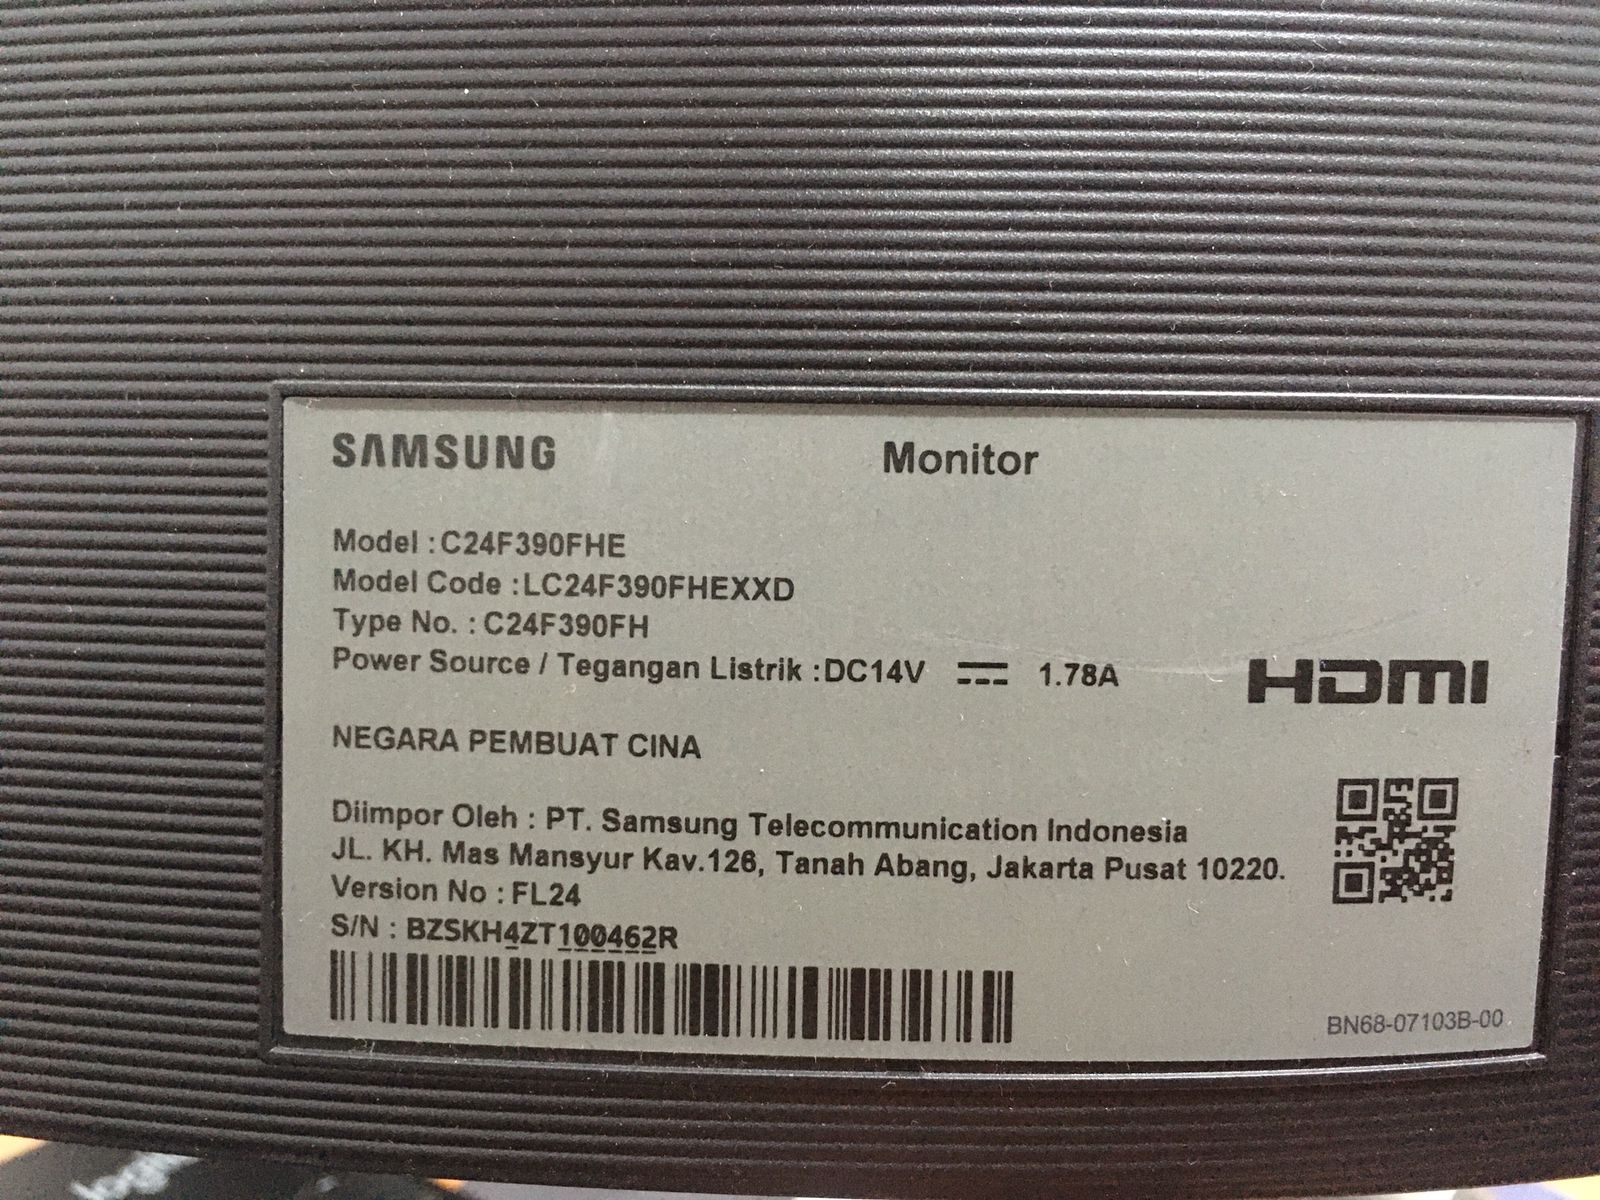 SAMSUNG Monitor
Model : C24F390FHE
Model Code : LC24F390FHEXXD
Type No. : C24F390FH
Power Source / Tegangan Listrik : DC14V 1.78A
HDMI
NEGARA PEMBUAT CINA
Diimpor Oleh : PT. Samsung Telecommunication Indonesia
JL. KH. Mas Mansyur Kav.126, Tanah Abang, Jakarta Pusat 10220.
Version No : FL24
S/N : BZSKH4ZT100462R
BN68-07103B-00